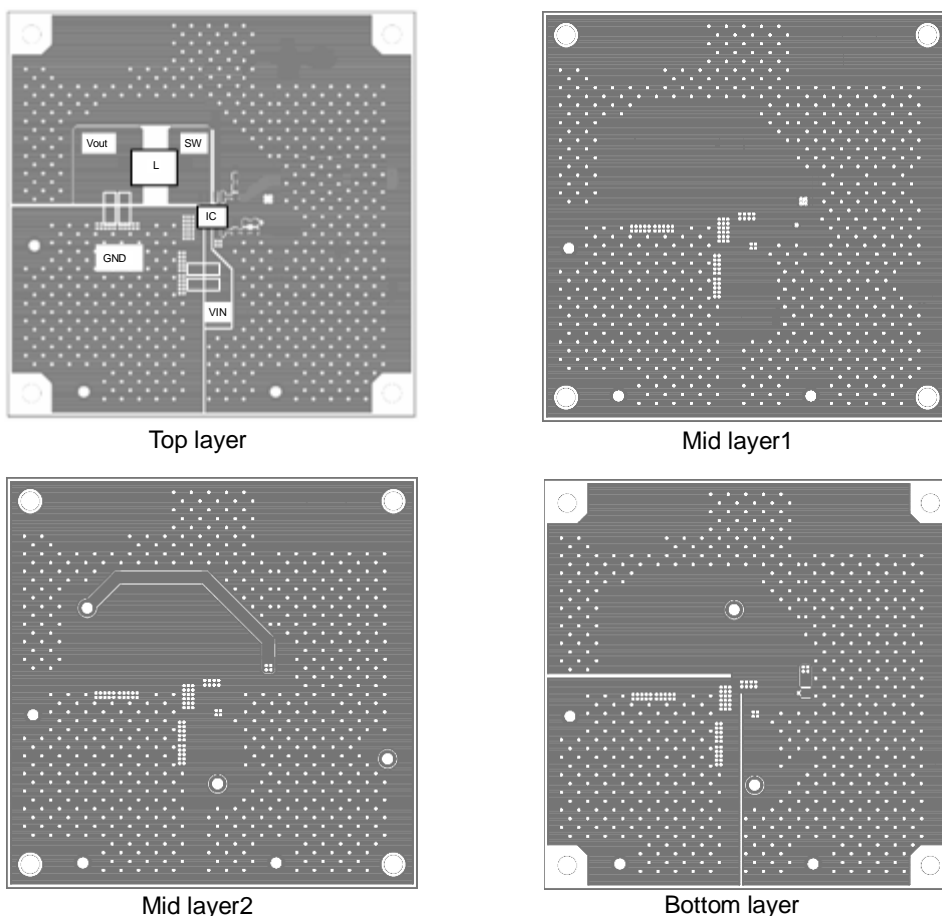 Vout
SW
L
IC
GND
VIN
Top layer
Mid layer1
Mid layer2
Bottom layer